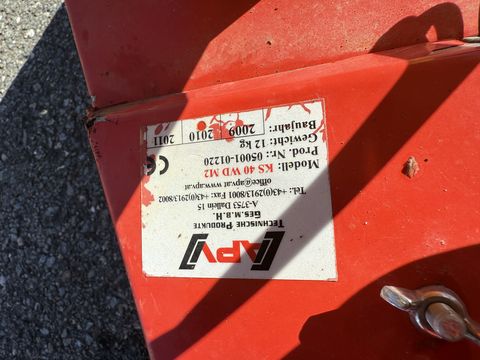 APV
TECHNISCHE PRODUKTE
GES.M.B.H.
A-3753 Dallein 15
Tel: +43(0)2913/8001 Fax: +43(0)2913/8002
office@apv.at www.apv.at
Modell: KS 40 WD M2
Prod. Nr.: 05001-01220
Gewicht: 12 kg
Baujahr:
2009 2010 2011
CE